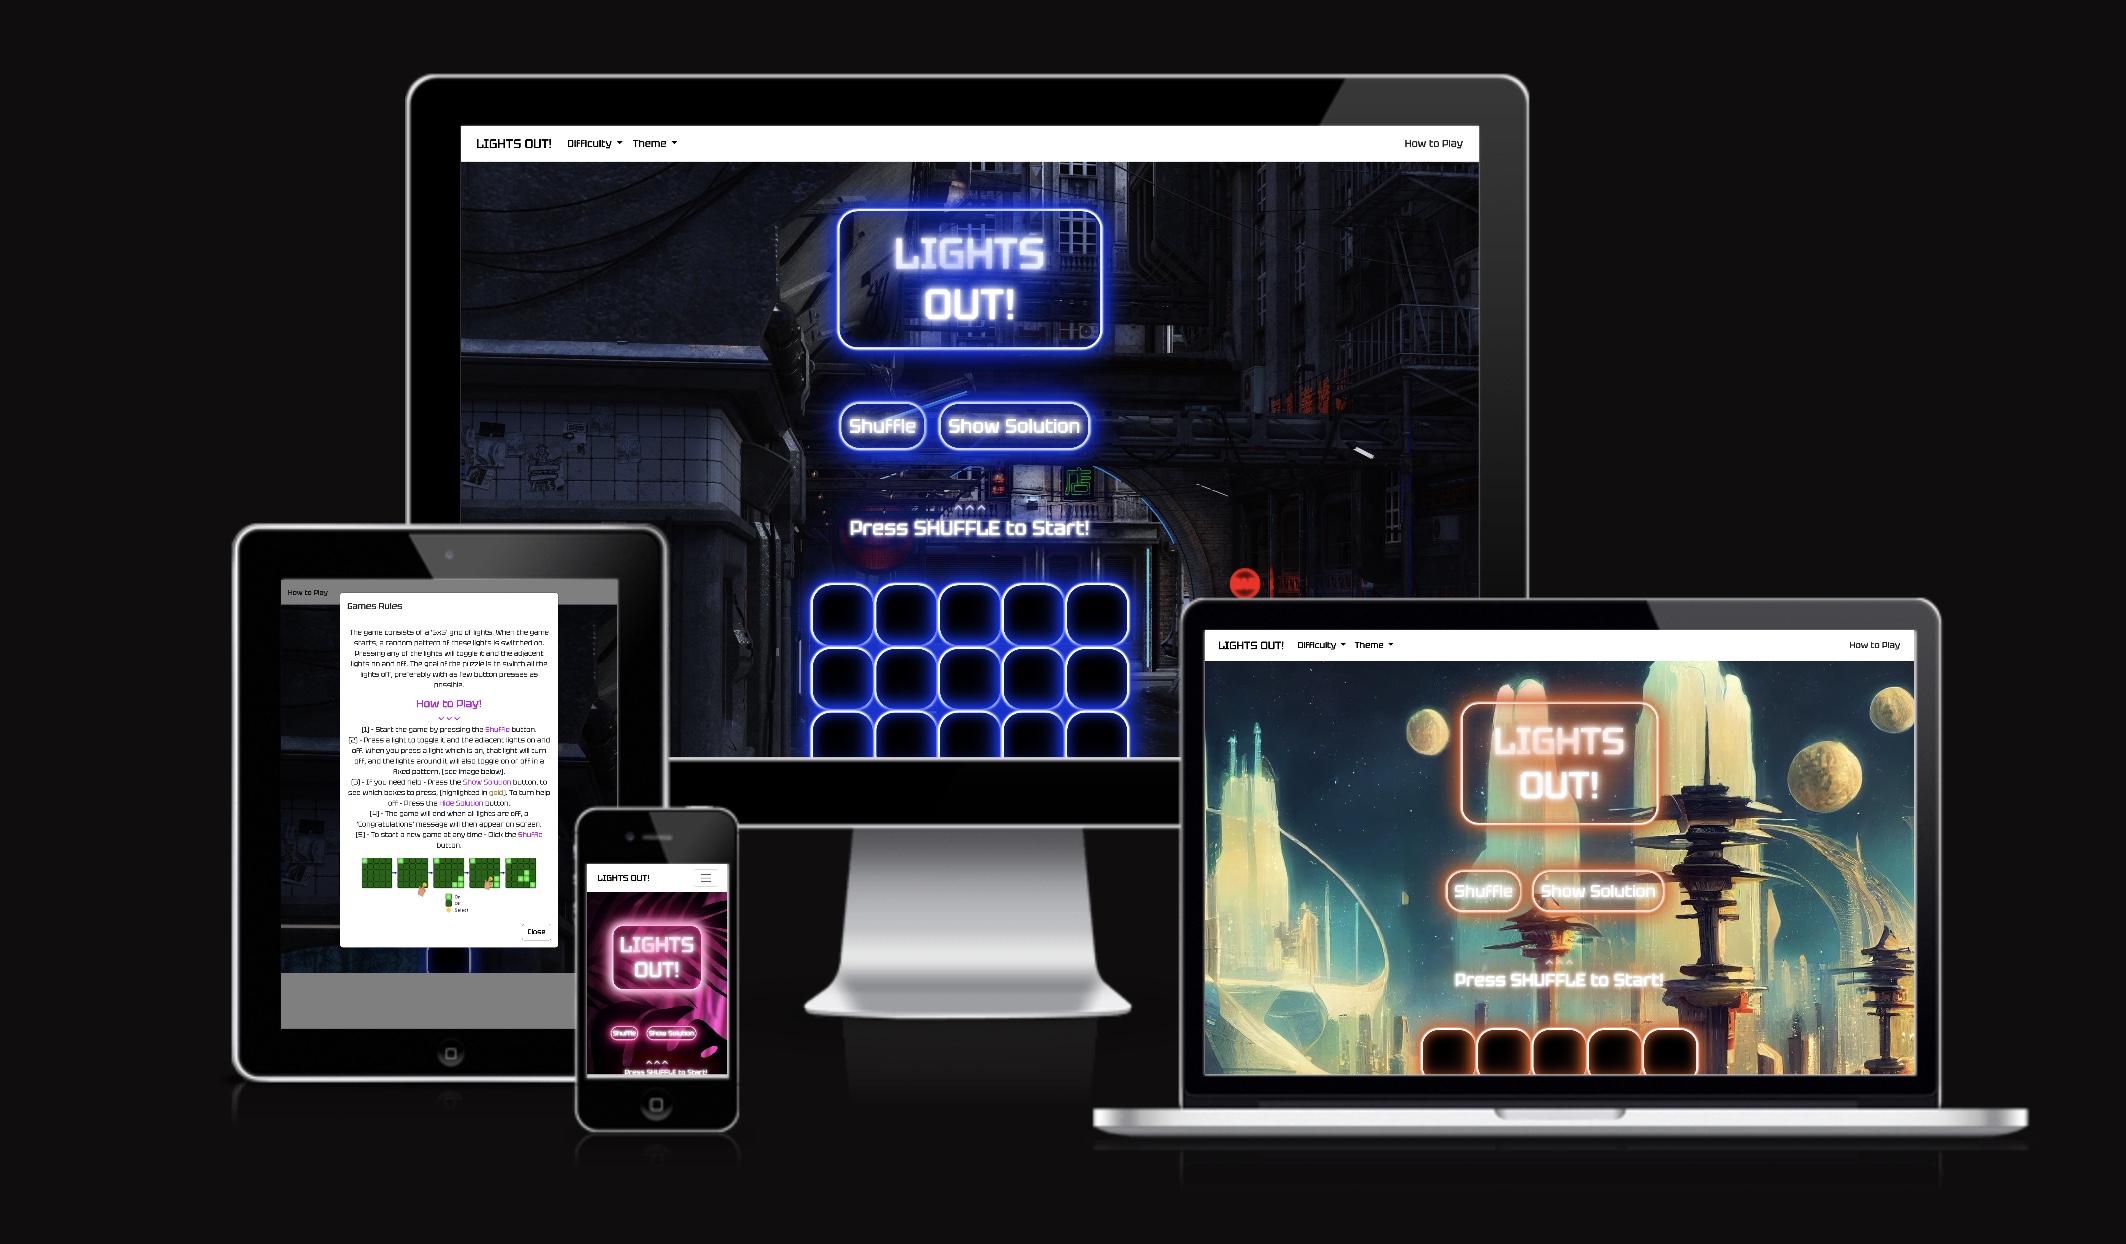 LIGHTS OUT! Difficulty Theme How to Play
LIGHTS
OUT!
Shuffle Show Solution
店
Press SHUFFLE to Start!
How to Play
Games Rules
The game consists of a '5x5' grid of lights. When the game
starts, a random pattern of these lights is switched on.
Pressing any of the lights will toggle it and the adjacent
lights on and off. The goal of the puzzle is to switch all the
lights off, preferably with as few button presses as
possible.
How to Play!
[1] - Start the game by pressing the Shuffle button.
[2] - Press a light to toggle it and the adjacent lights on and
off. When you press a light which is on, that light will turn
off, and the lights around it will also toggle on or off in a
fixed pattern, [see image below].
[3] - If you need help - Press the Show Solution button, to
see which boxes to press, [highlighted in gold]. To turn help
off - Press the Hide Solution button.
[4] - The game will end when all lights are off, a
'Congratulations' message will then appear on screen.
[5] - To start a new game at any time - Click the Shuffle
button.
On
Off
Select
Close
LIGHTS OUT!
LIGHTS
OUT!
Shuffle Show Solution
Press SHUFFLE to Start!
LIGHTS OUT! Difficulty Theme How to Play
LIGHTS
OUT!
Shuffle Show Solution
Press SHUFFLE to Start!